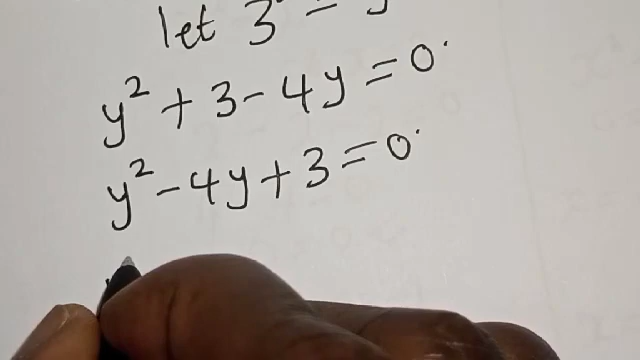 let 3 =
y² + 3 - 4y = 0.
y² - 4y + 3 = 0.